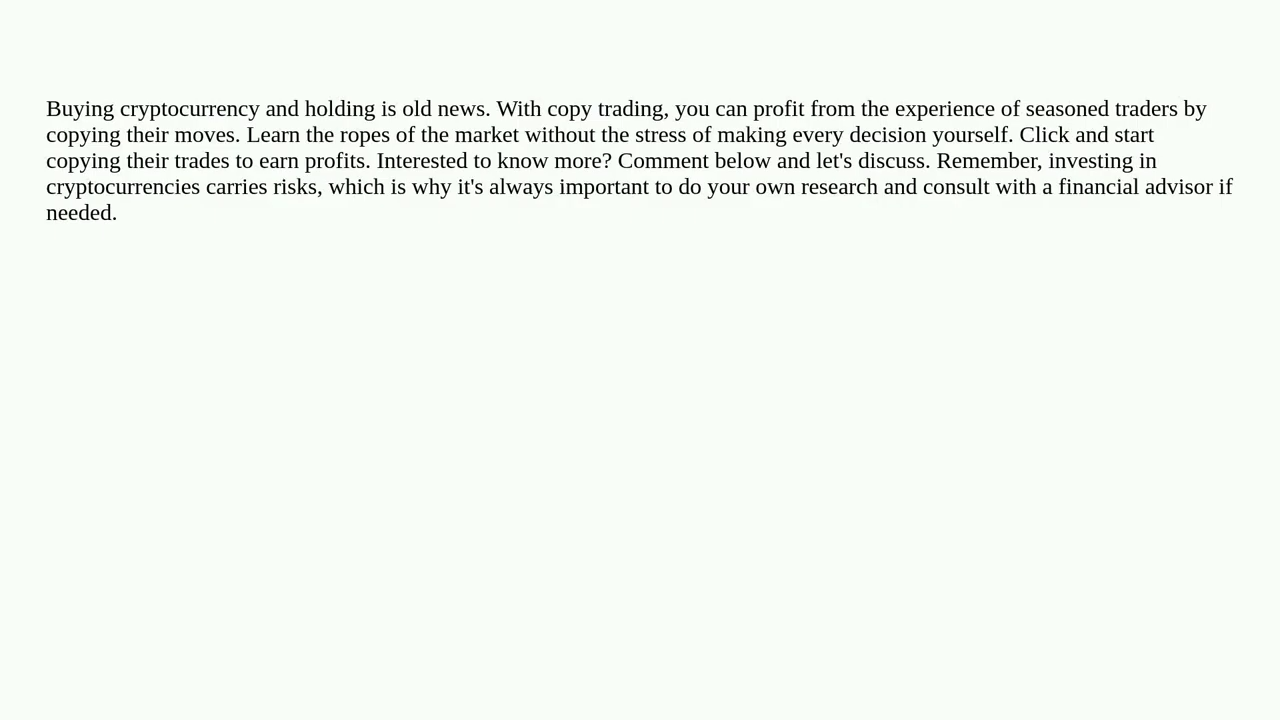 Buying cryptocurrency and holding is old news. With copy trading, you can profit from the experience of seasoned traders by
copying their moves. Learn the ropes of the market without the stress of making every decision yourself. Click and start
copying their trades to earn profits. Interested to know more? Comment below and let's discuss. Remember, investing in
cryptocurrencies carries risks, which is why it's always important to do your own research and consult with a financial advisor if
needed.